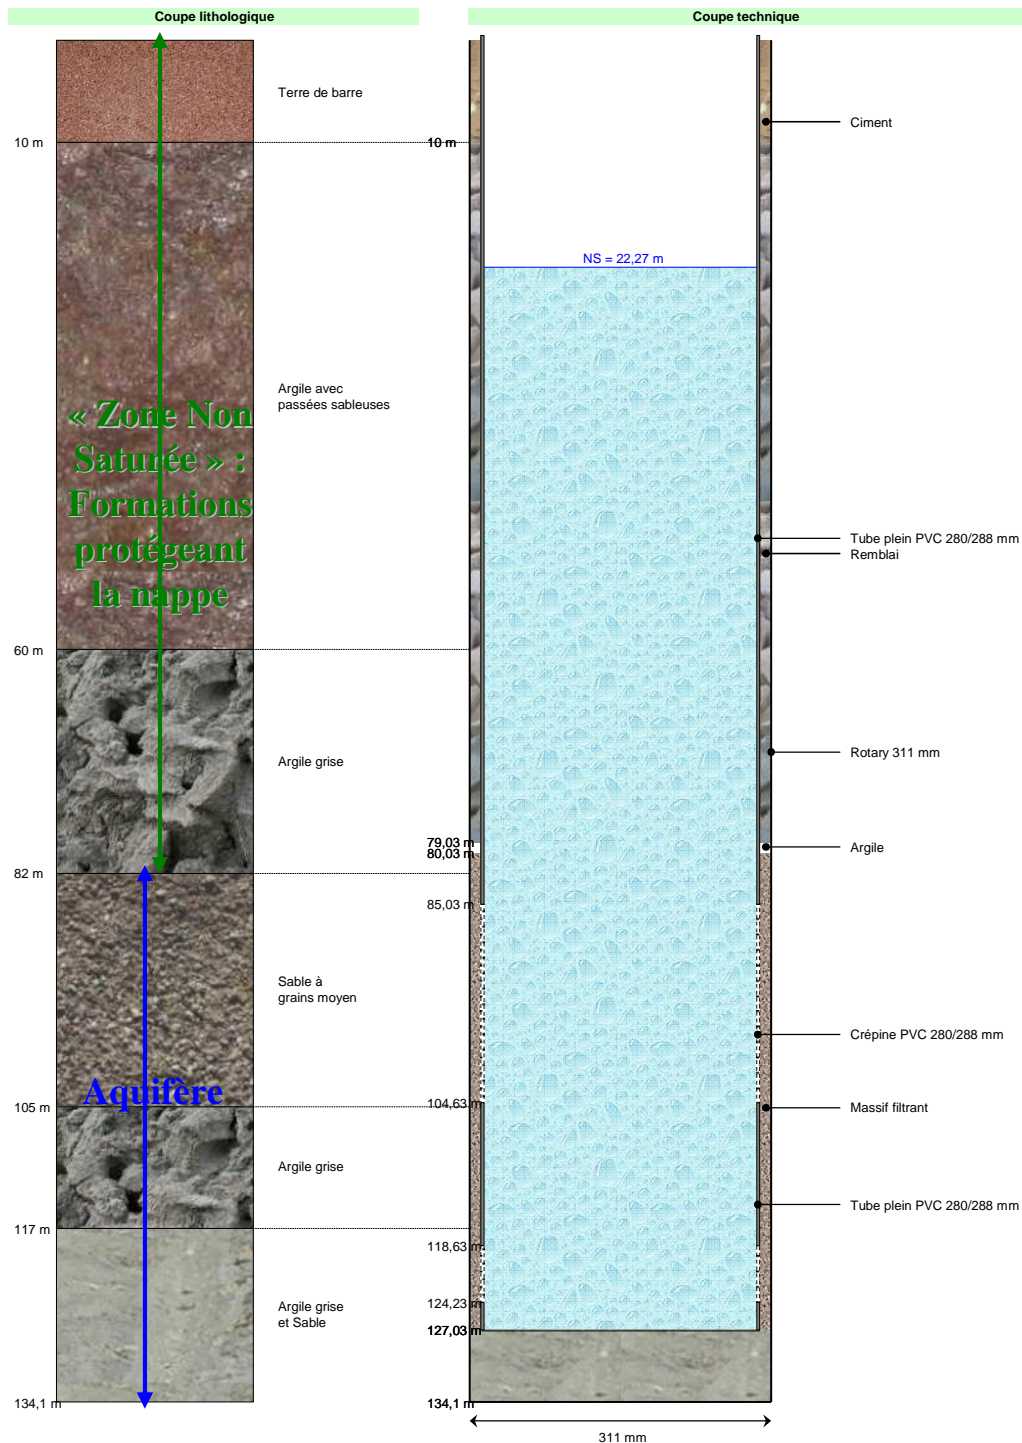 Coupe lithologique
Coupe technique
Terre de barre
Ciment
10 m
10 m
NS = 22,27 m
Argile avec
passées sableuses
« Zone Non
Saturée » :
Formations
protégeant
la nappe
Tube plein PVC 280/288 mm
Remblai
60 m
Argile grise
Rotary 311 mm
79,03 m
80,03 m
Argile
82 m
85,03 m
Sable à
grains moyen
Crépine PVC 280/288 mm
Aquifère
104,63 m
105 m
Massif filtrant
Argile grise
Tube plein PVC 280/288 mm
117 m
118,63 m
Argile grise
et Sable
124,23 m
127,03 m
134,1 m
134,1 m
311 mm